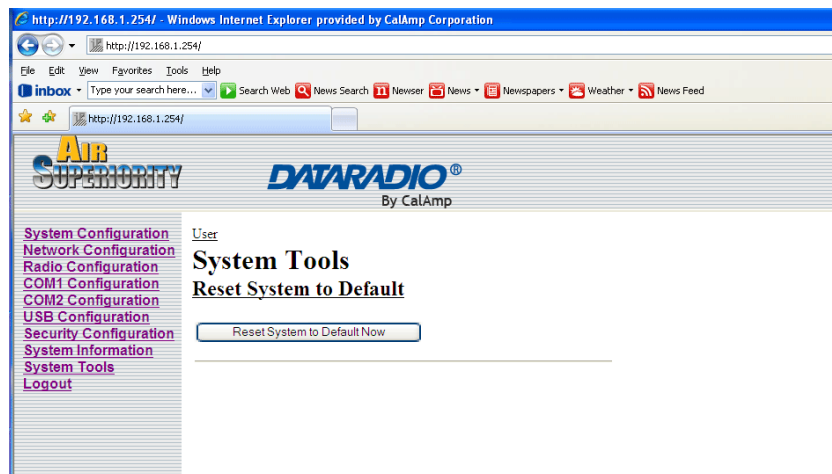 http://192.168.1.254/ - Windows Internet Explorer provided by CalAmp Corporation
http://192.168.1.254/
File Edit View Favorites Tools Help
inbox Type your search here... Search Web News Search n Newser News Newspapers Weather News Feed
http://192.168.1.254/
AIR
SUPERIORITY
DATARADIO®
By CalAmp
System Configuration
Network Configuration
Radio Configuration
COM1 Configuration
COM2 Configuration
USB Configuration
Security Configuration
System Information
System Tools
Logout
User
System Tools
Reset System to Default
Reset System to Default Now